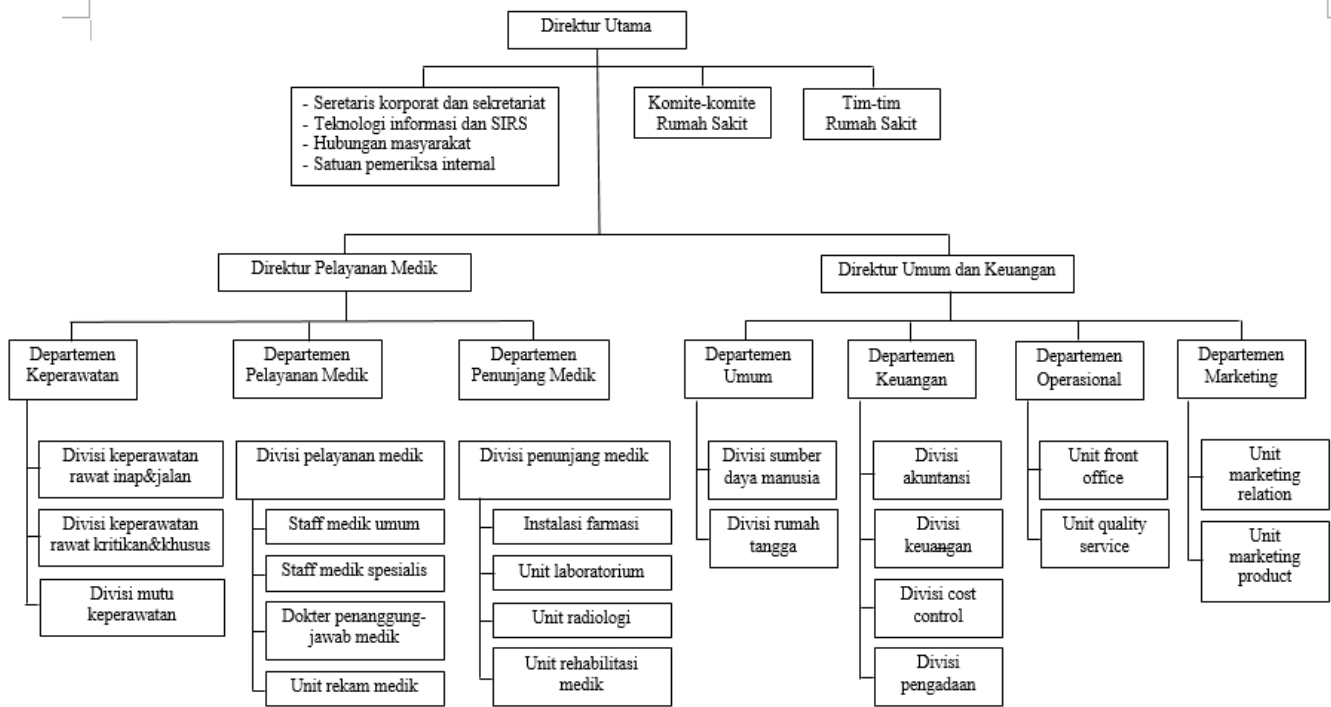 Direktur Utama
- Seretaris korporat dan sekretariat
- Teknologi informasi dan SIRS
- Hubungan masyarakat
- Satuan pemeriksa internal
Komite-komite
Rumah Sakit
Tim-tim
Rumah Sakit
Direktur Pelayanan Medik
Direktur Umum dan Keuangan
Departemen
Keperawatan
Departemen
Pelayanan Medik
Departemen
Penunjang Medik
Departemen
Umum
Departemen
Keuangan
Departemen
Operasional
Departemen
Marketing
Divisi keperawatan
rawat inap&jalan
Divisi keperawatan
rawat kritikan&khusus
Divisi mutu
keperawatan
Divisi pelayanan medik
Staff medik umum
Staff medik spesialis
Dokter penanggung-
jawab medik
Unit rekam medik
Divisi penunjang medik
Instalasi farmasi
Unit laboratorium
Unit radiologi
Unit rehabilitasi
medik
Divisi sumber
daya manusia
Divisi rumah
tangga
Divisi
akuntansi
Divisi
keuangan
Divisi cost
control
Divisi
pengadaan
Unit front
office
Unit quality
service
Unit
marketing
relation
Unit
marketing
product